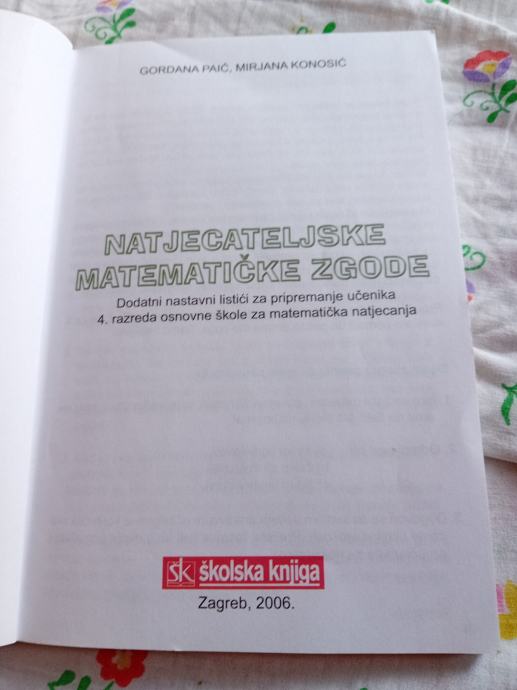 GORDANA PAIĆ, MIRJANA KONOSIĆ
NATJECATELJSKE
MATEMATIČKE ZGODE
Dodatni nastavni listići za pripremanje učenika
4. razreda osnovne škole za matematička natjecanja
ŠK školska knjiga
Zagreb, 2006.